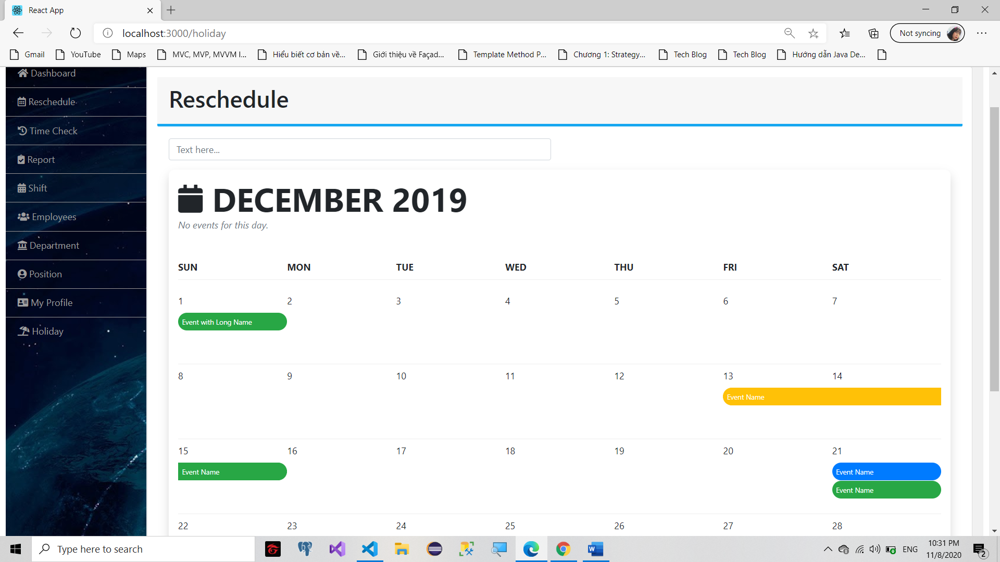 React App
localhost:3000/holiday
Not syncing
Gmail YouTube Maps MVC, MVP, MVVM I... Hiểu biết cơ bản về... Giới thiệu về Façad... Template Method P... Chương 1: Strategy... Tech Blog Tech Blog Hướng dẫn Java De...
Dashboard
Reschedule
Time Check
Report
Shift
Employees
Department
Position
My Profile
Holiday
Reschedule
Text here...
DECEMBER 2019
No events for this day.
SUN MON TUE WED THU FRI SAT
1 2 3 4 5 6 7
Event with Long Name
8 9 10 11 12 13 14
Event Name
15 16 17 18 19 20 21
Event Name Event Name
Event Name
22 23 24 25 26 27 28
Type here to search
ENG
10:31 PM
11/8/2020
2